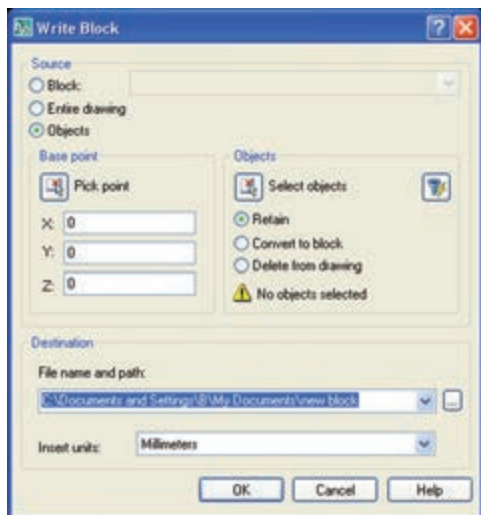 Write Block
Source
Block:
Entire drawing
Objects
Base point
Pick point
X: 0
Y: 0
Z: 0
Objects
Select objects
Retain
Convert to block
Delete from drawing
No objects selected
Destination
File name and path:
C:\Documents and Settings\B\My Documents\new block
...
Insert units: Millimeters
OK Cancel Help